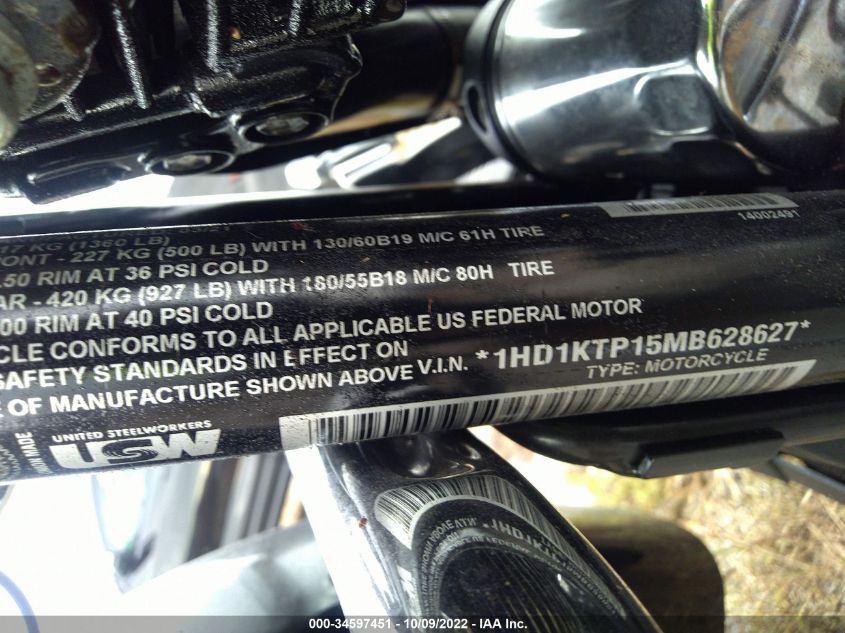 17 KG (1360 LB)
ONT - 227 KG (500 LB) WITH 130/60B19 M/C 61H TIRE
.50 RIM AT 36 PSI COLD
AR - 420 KG (927 LB) WITH 180/55B18 M/C 80H TIRE
00 RIM AT 40 PSI COLD
CLE CONFORMS TO ALL APPLICABLE US FEDERAL MOTOR
SAFETY STANDARDS IN EFFECT ON
E OF MANUFACTURE SHOWN ABOVE V.I.N. *1HD1KTP15MB628627*
TYPE: MOTORCYCLE
14002491
UNITED STEELWORKERS
USW
MADE
000-34597451 - 10/09/2022 - IAA Inc.